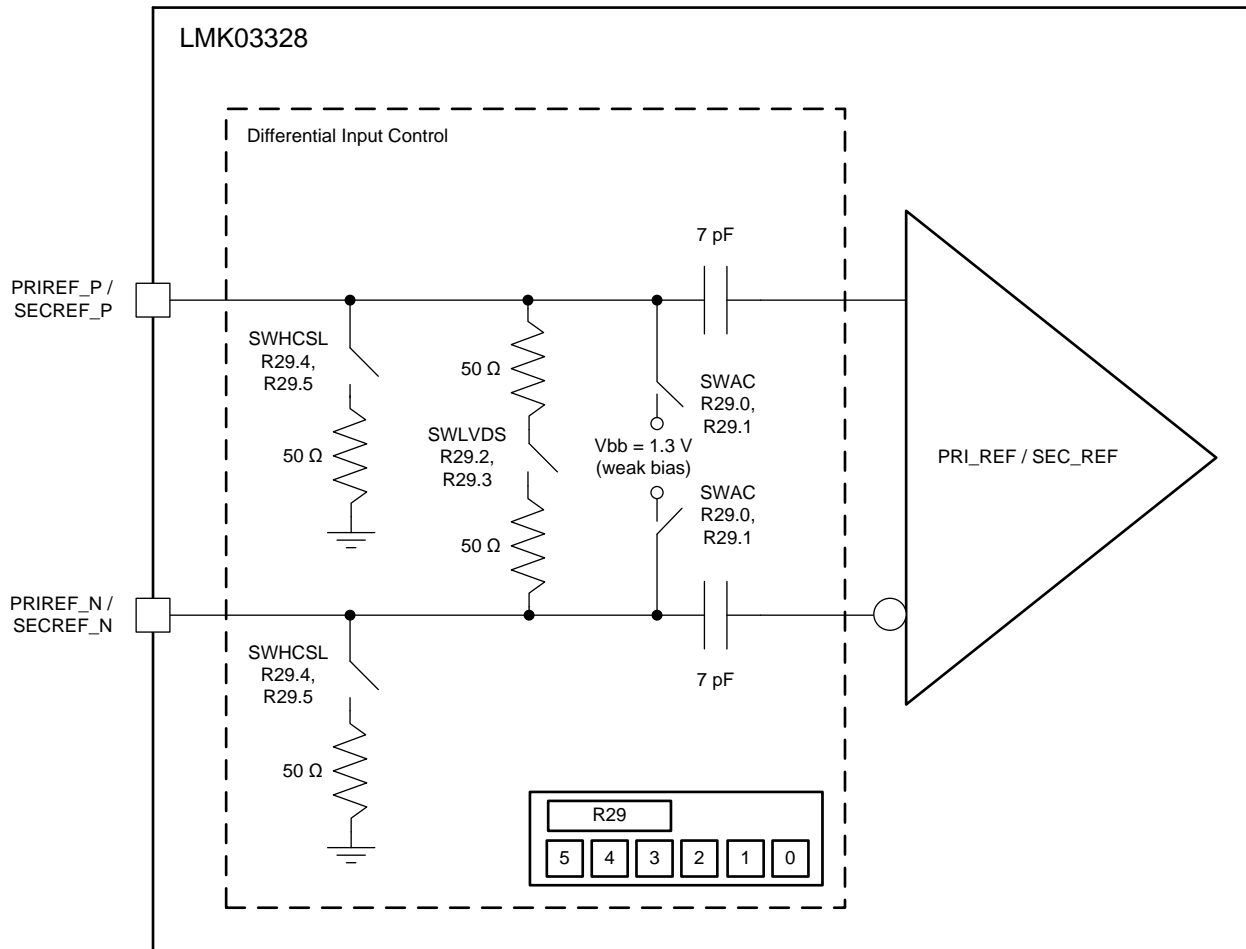 LMK03328
Differential Input Control
7 pF
PRIREF_P /
SECREF_P
SWHCSL
R29.4,
R29.5
50 Ω
50 Ω
SWLVDS
R29.2,
R29.3
50 Ω
SWAC
R29.0,
R29.1
Vbb = 1.3 V
(weak bias)
SWAC
R29.0,
R29.1
PRI_REF / SEC_REF
PRIREF_N /
SECREF_N
SWHCSL
R29.4,
R29.5
50 Ω
7 pF
R29
5 4 3 2 1 0